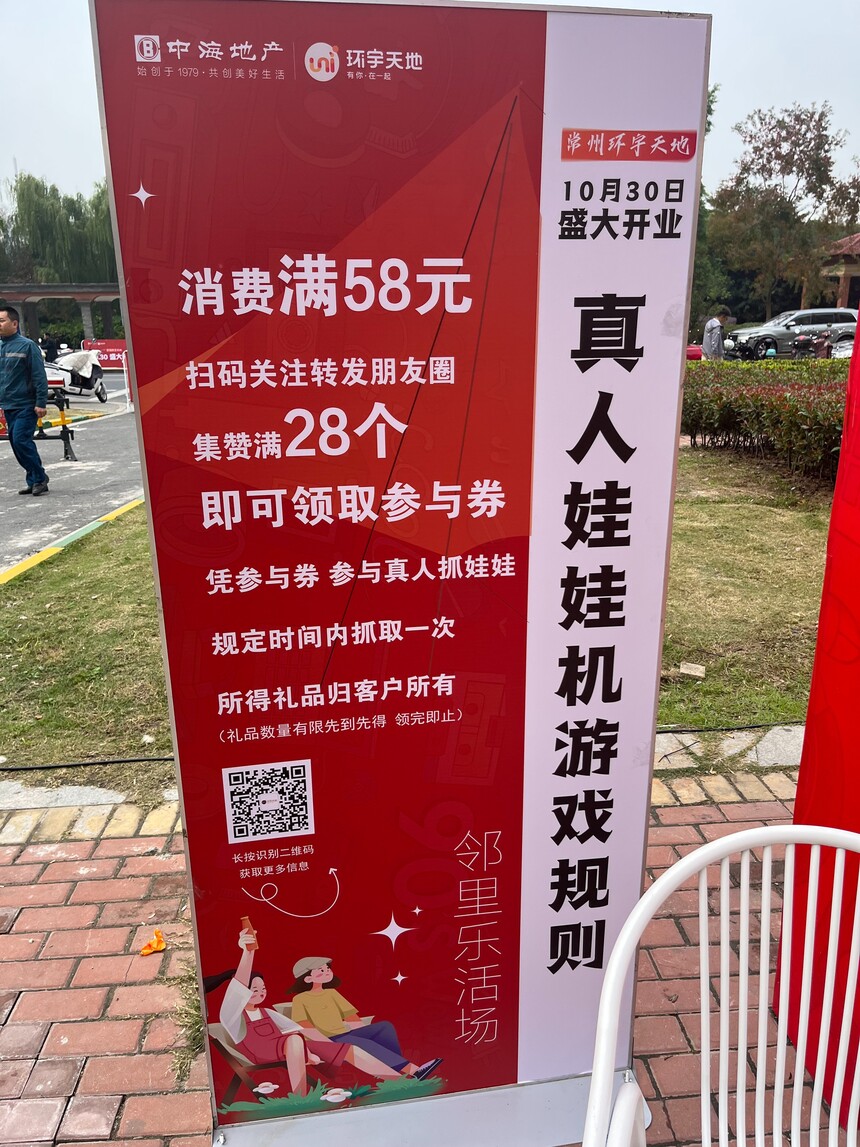 中海地产
始创于1979·共创美好生活
uni
环宇天地
有你·在一起
常州环宇天地
10月30日
盛大开业
真人娃娃机游戏规则
消费满58元
扫码关注转发朋友圈
集赞满28个
即可领取参与券
凭参与券 参与真人抓娃娃
规定时间内抓取一次
所得礼品归客户所有
（礼品数量有限先到先得 领完即止）
长按识别二维码
获取更多信息
邻里乐活场